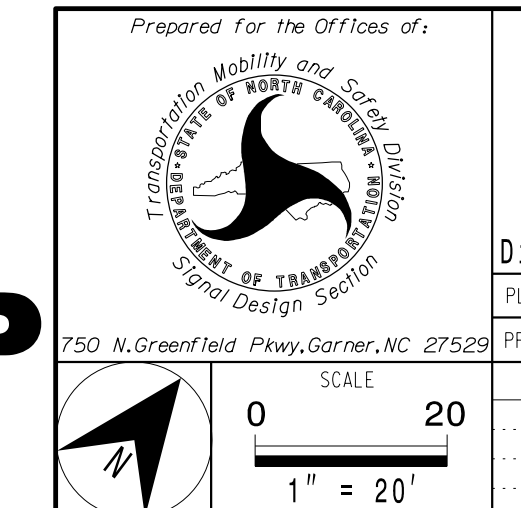 Prepared for the Offices of:
Transportation Mobility and Safety Division
STATE OF NORTH CAROLINA
DEPARTMENT OF TRANSPORTATION
Signal Design Section
750 N.Greenfield Pkwy,Garner,NC 27529
SCALE
0 20
1" = 20'
N